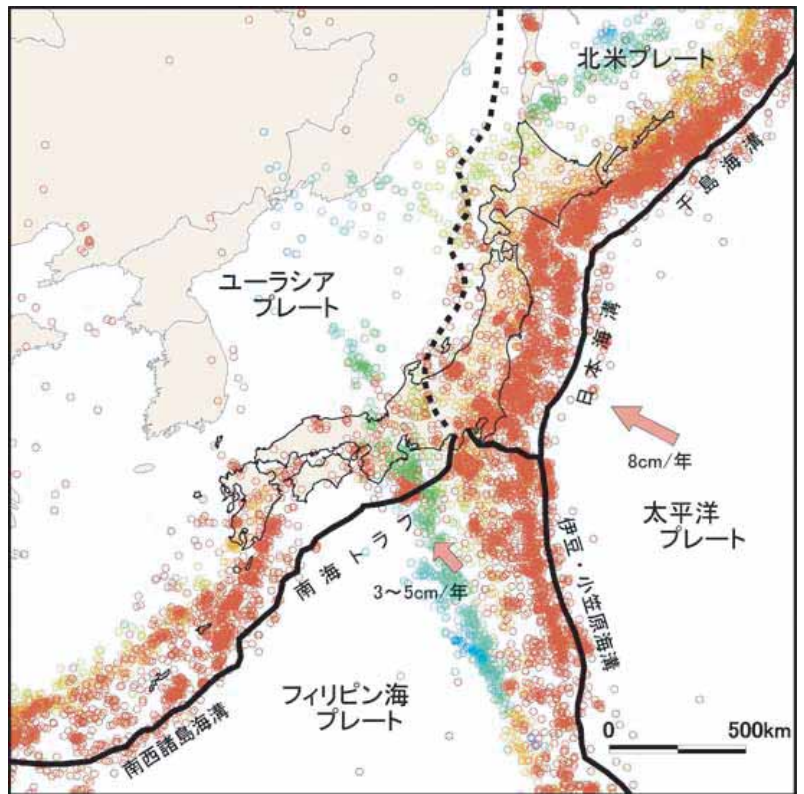 北米プレート
千島海溝
ユーラシア
プレート
日本海溝
8cm/年
太平洋
プレート
南海トラフ
3～5cm/年
伊豆・小笠原海溝
フィリピン海
プレート
南西諸島海溝
0 500km